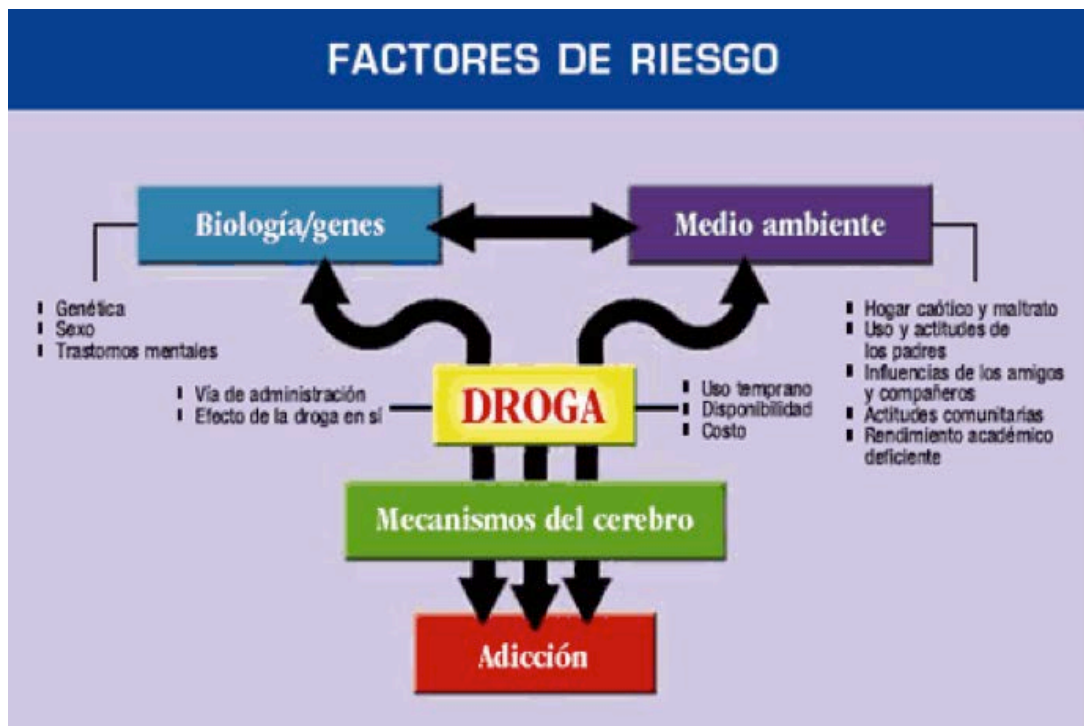 FACTORES DE RIESGO
Biología/genes
Medio ambiente
Genética
Sexo
Trastornos mentales
Hogar caótico y maltrato
Uso y actitudes de
los padres
Influencias de los amigos
y compañeros
Actitudes comunitarias
Rendimiento académico
deficiente
Vía de administración
Efecto de la droga en sí
DROGA
Uso temprano
Disponibilidad
Costo
Mecanismos del cerebro
Adicción